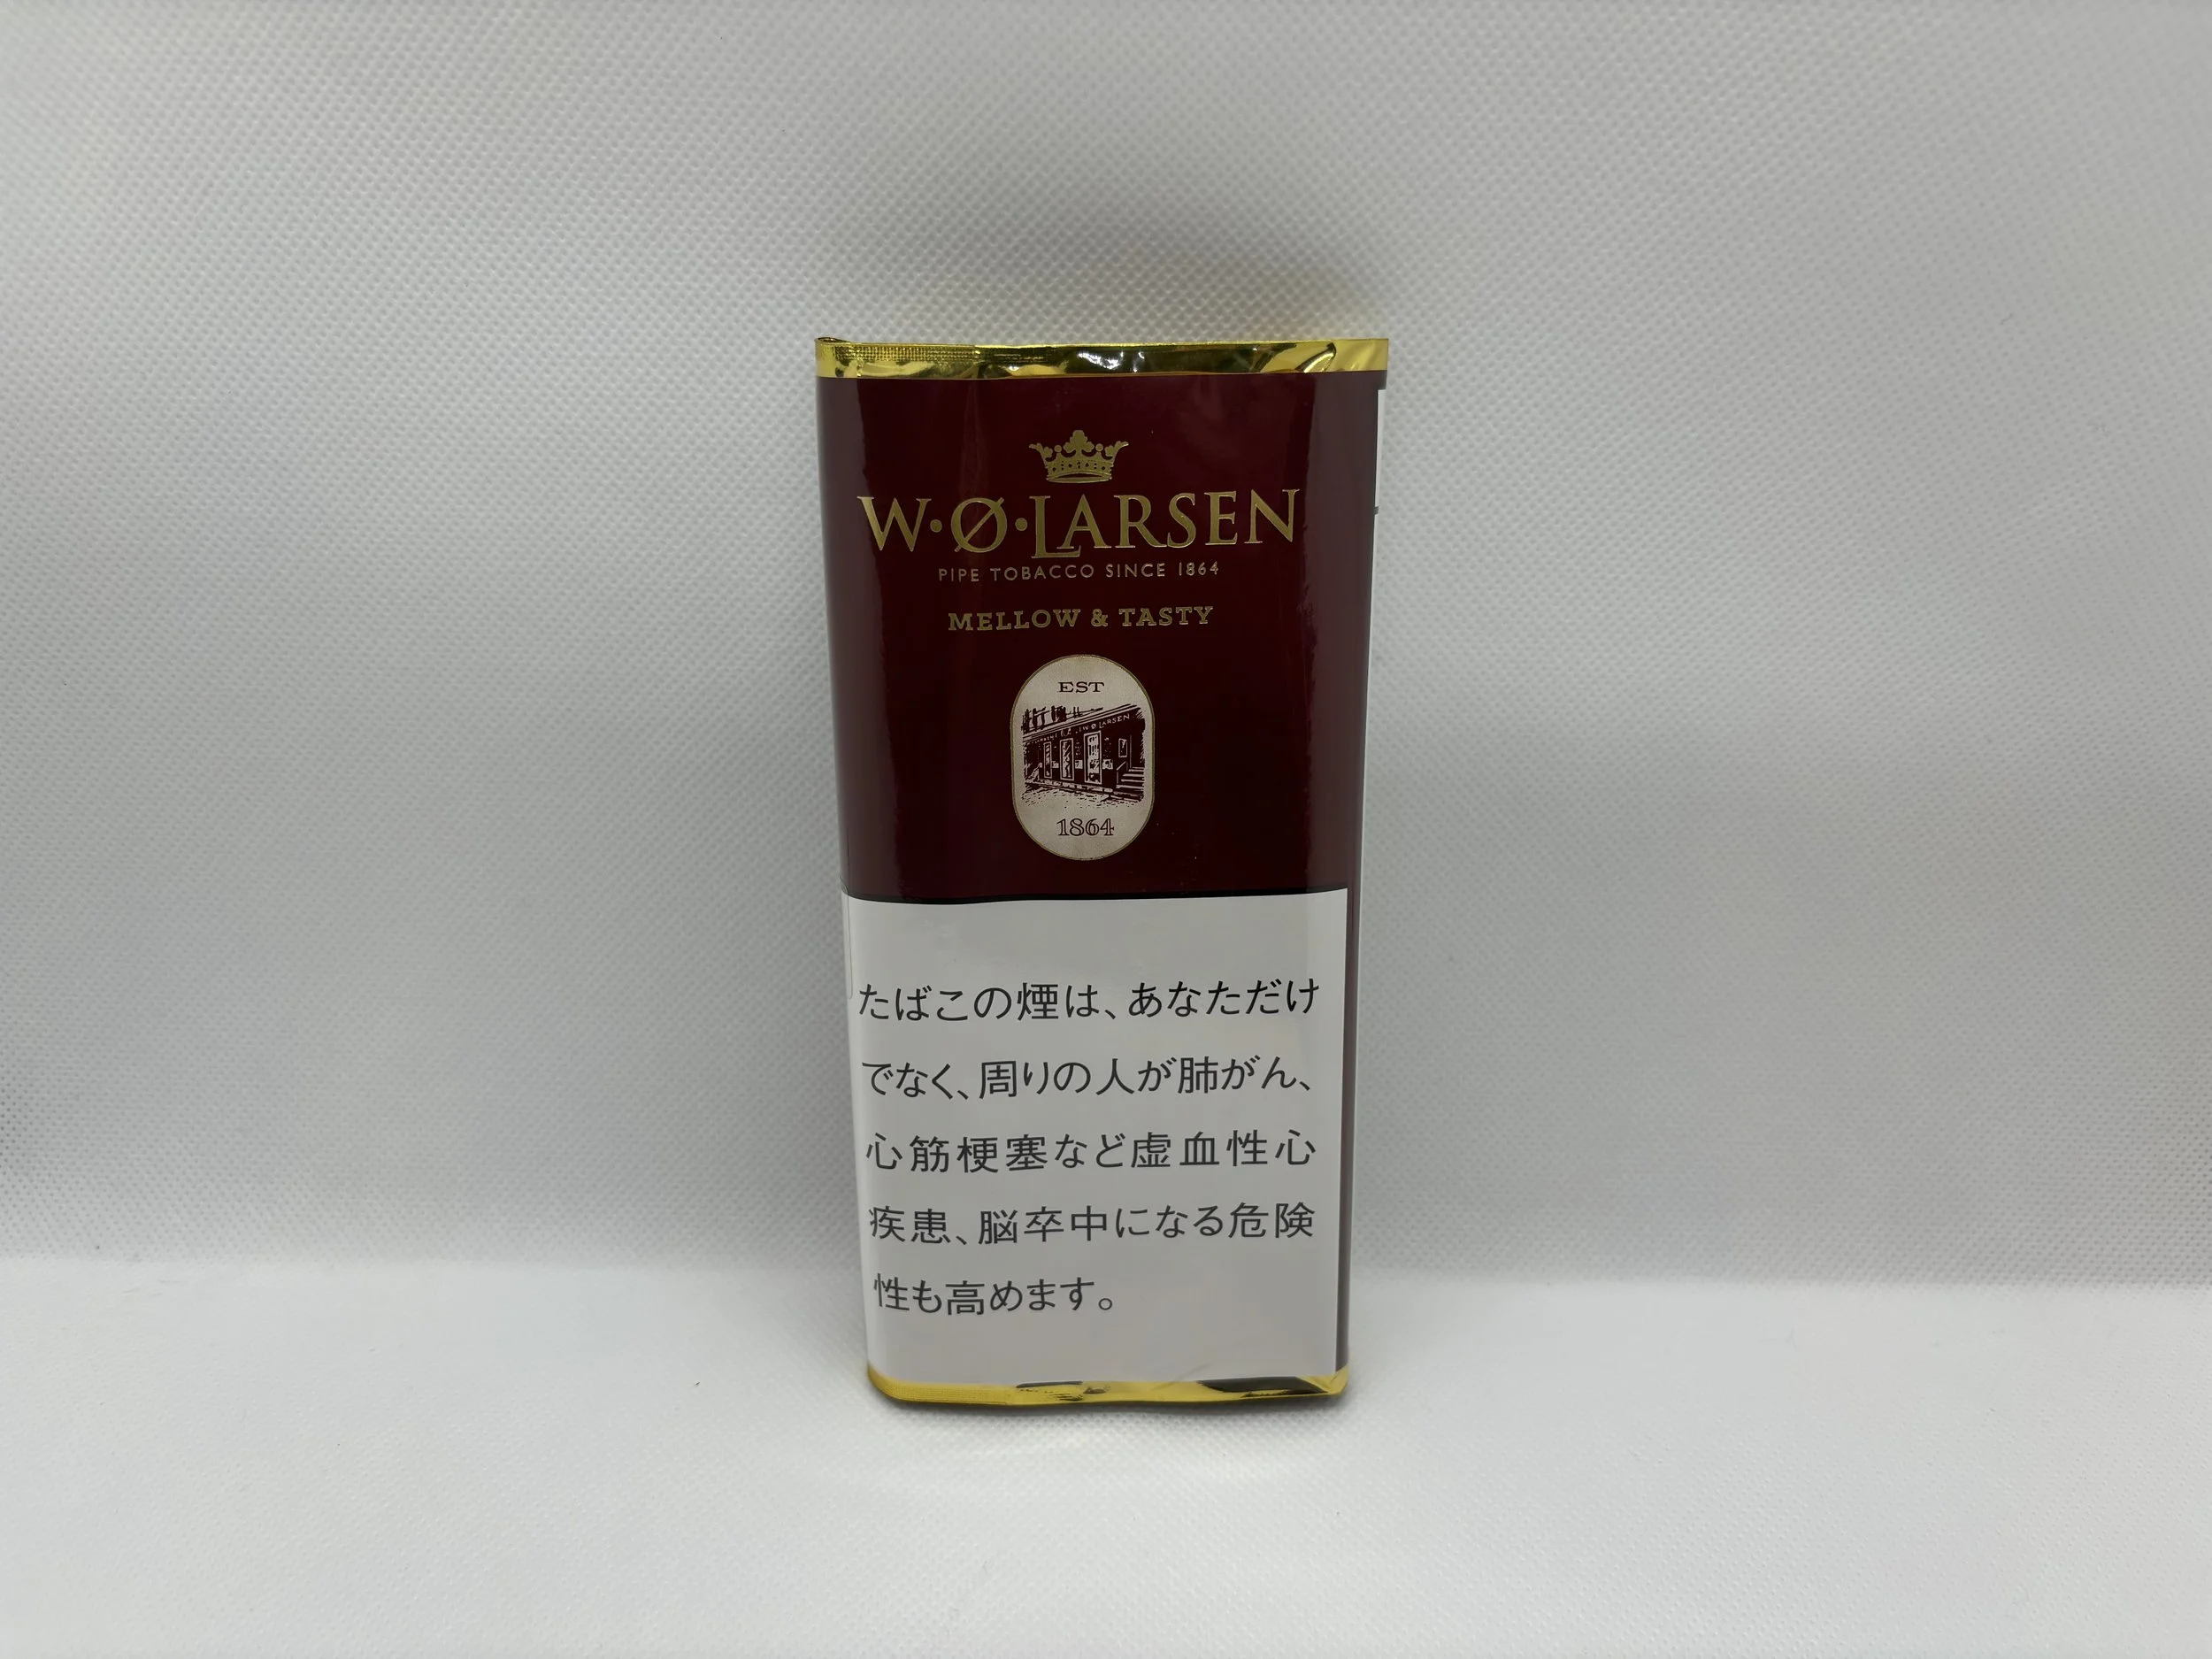 W·Ø·LARSEN
PIPE TOBACCO SINCE 1864
MELLOW & TASTY
EST
W Ø LARSEN
1864
たばこの煙は、あなただけ
でなく、周りの人が肺がん、
心筋梗塞など虚血性心
疾患、脳卒中になる危険
性も高めます。